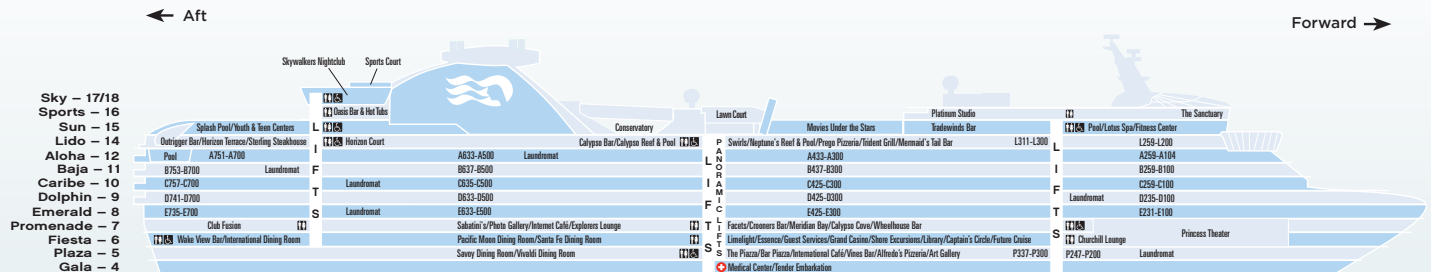 Aft
Forward
Skywalkers Nightclub Sports Court
Sky – 17/18
Sports – 16 Oasis Bar & Hot Tubs Lawn Court Platinum Studio The Sanctuary
Sun – 15 Splash Pool/Youth & Teen Centers Conservatory Movies Under the Stars Tradewinds Bar Pool/Lotus Spa/Fitness Center
Lido – 14 Outrigger Bar/Horizon Terrace/Sterling Steakhouse Horizon Court Calypso Bar/Calypso Reef & Pool Swirls/Neptune's Reef & Pool/Prego Pizzeria/Trident Grill/Mermaid's Tail Bar L311-L300 L259-L200
Aloha – 12 Pool A751-A700 A633-A500 Laundromat A433-A300 A259-A104
Baja – 11 B753-B700 Laundromat B637-B500 B437-B300 B259-B100
Caribe – 10 C757-C700 Laundromat C635-C500 C425-C300 C259-C100
Dolphin – 9 D741-D700 D633-D500 D425-D300 Laundromat D235-D100
Emerald – 8 E735-E700 Laundromat E633-E500 E425-E300 E231-E100
Promenade – 7 Club Fusion Sabatini's/Photo Gallery/Internet Café/Explorers Lounge Facets/Crooners Bar/Meridian Bay/Calypso Cove/Wheelhouse Bar Princess Theater
Fiesta – 6 Wake View Bar/International Dining Room Pacific Moon Dining Room/Santa Fe Dining Room Limelight/Essence/Guest Services/Grand Casino/Shore Excursions/Library/Captain's Circle/Future Cruise Churchill Lounge
Plaza – 5 Savoy Dining Room/Vivaldi Dining Room The Piazza/Bar Piazza/International Café/Vines Bar/Alfredo's Pizzeria/Art Gallery P337-P300 P247-P200 Laundromat
Gala – 4 Medical Center/Tender Embarkation
LIFTS
LIFTS
PANORAMIC LIFTS
LIFTS